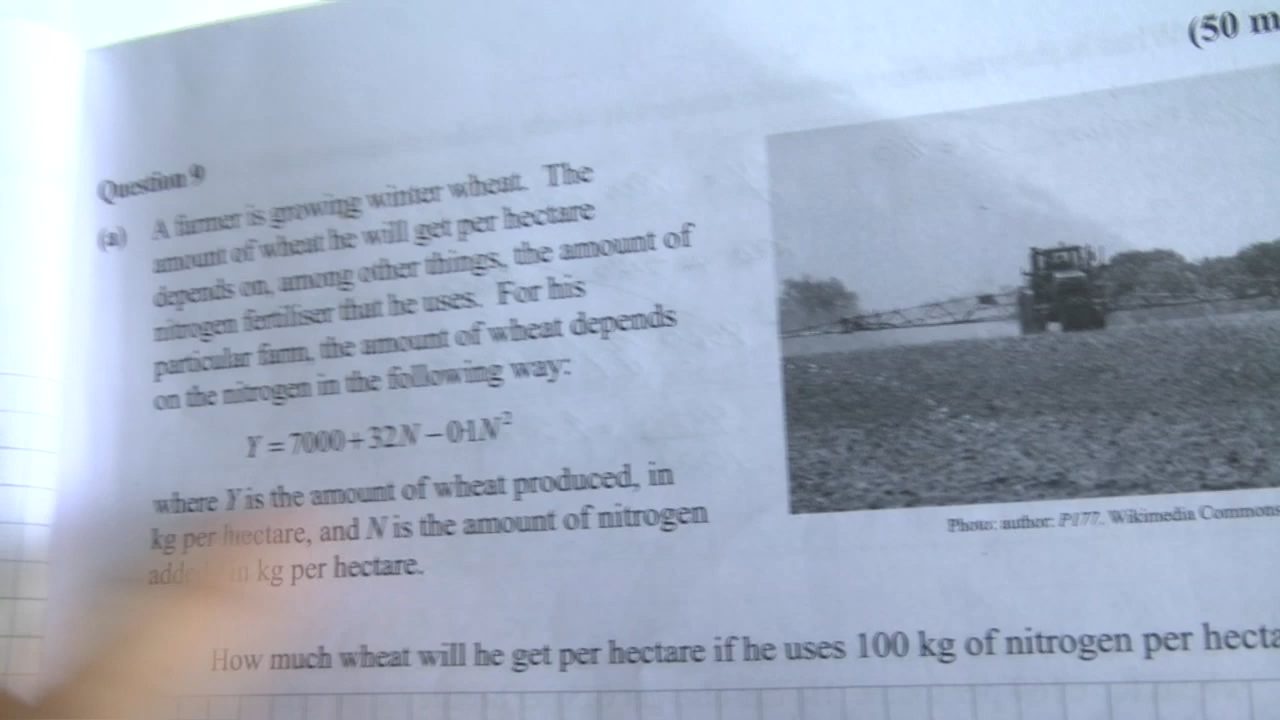 (50 m
Question 9
(a) A farmer is growing winter wheat. The
amount of wheat he will get per hectare
depends on, among other things, the amount of
nitrogen fertiliser that he uses. For his
particular farm, the amount of wheat depends
on the nitrogen in the following way:
Y = 7000 + 32N − 0·1N²
where Y is the amount of wheat produced, in
kg per hectare, and N is the amount of nitrogen
added, in kg per hectare.
Photo: author: P177. Wikimedia Commons
How much wheat will he get per hectare if he uses 100 kg of nitrogen per hecta